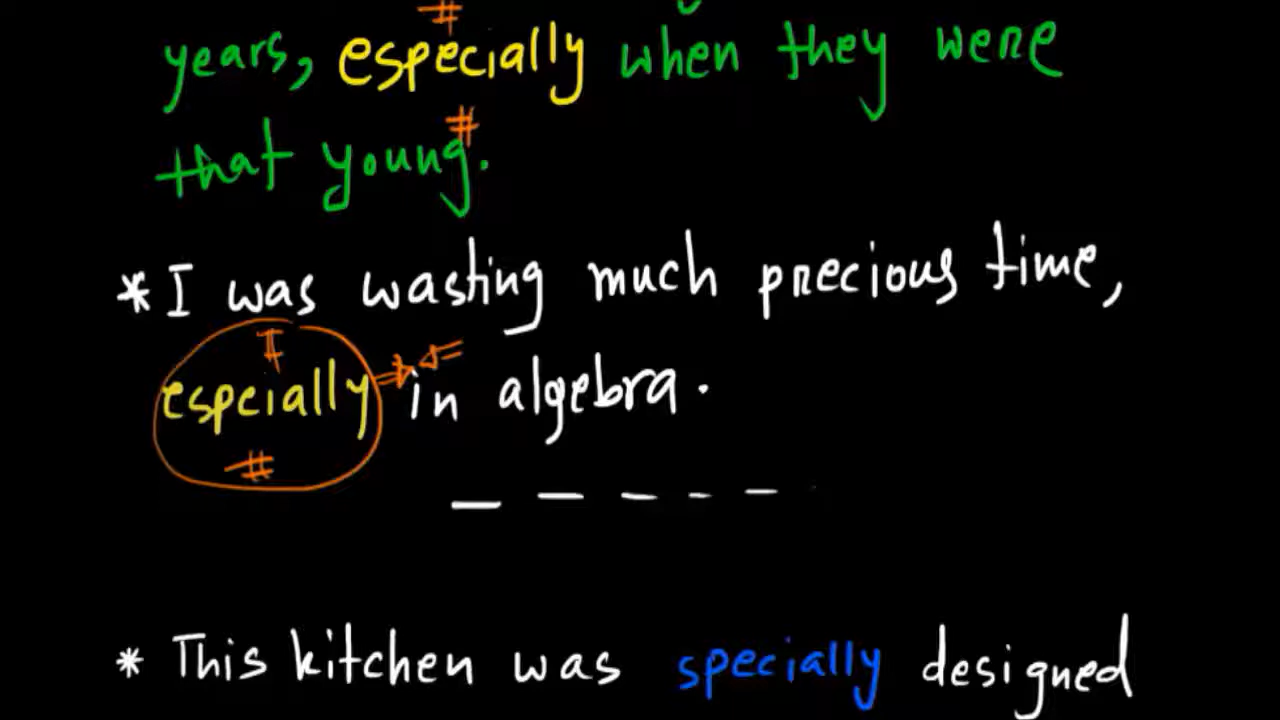 years, especially when they were
that young.
* I was wasting much precious time,
especially in algebra.
* This kitchen was specially designed